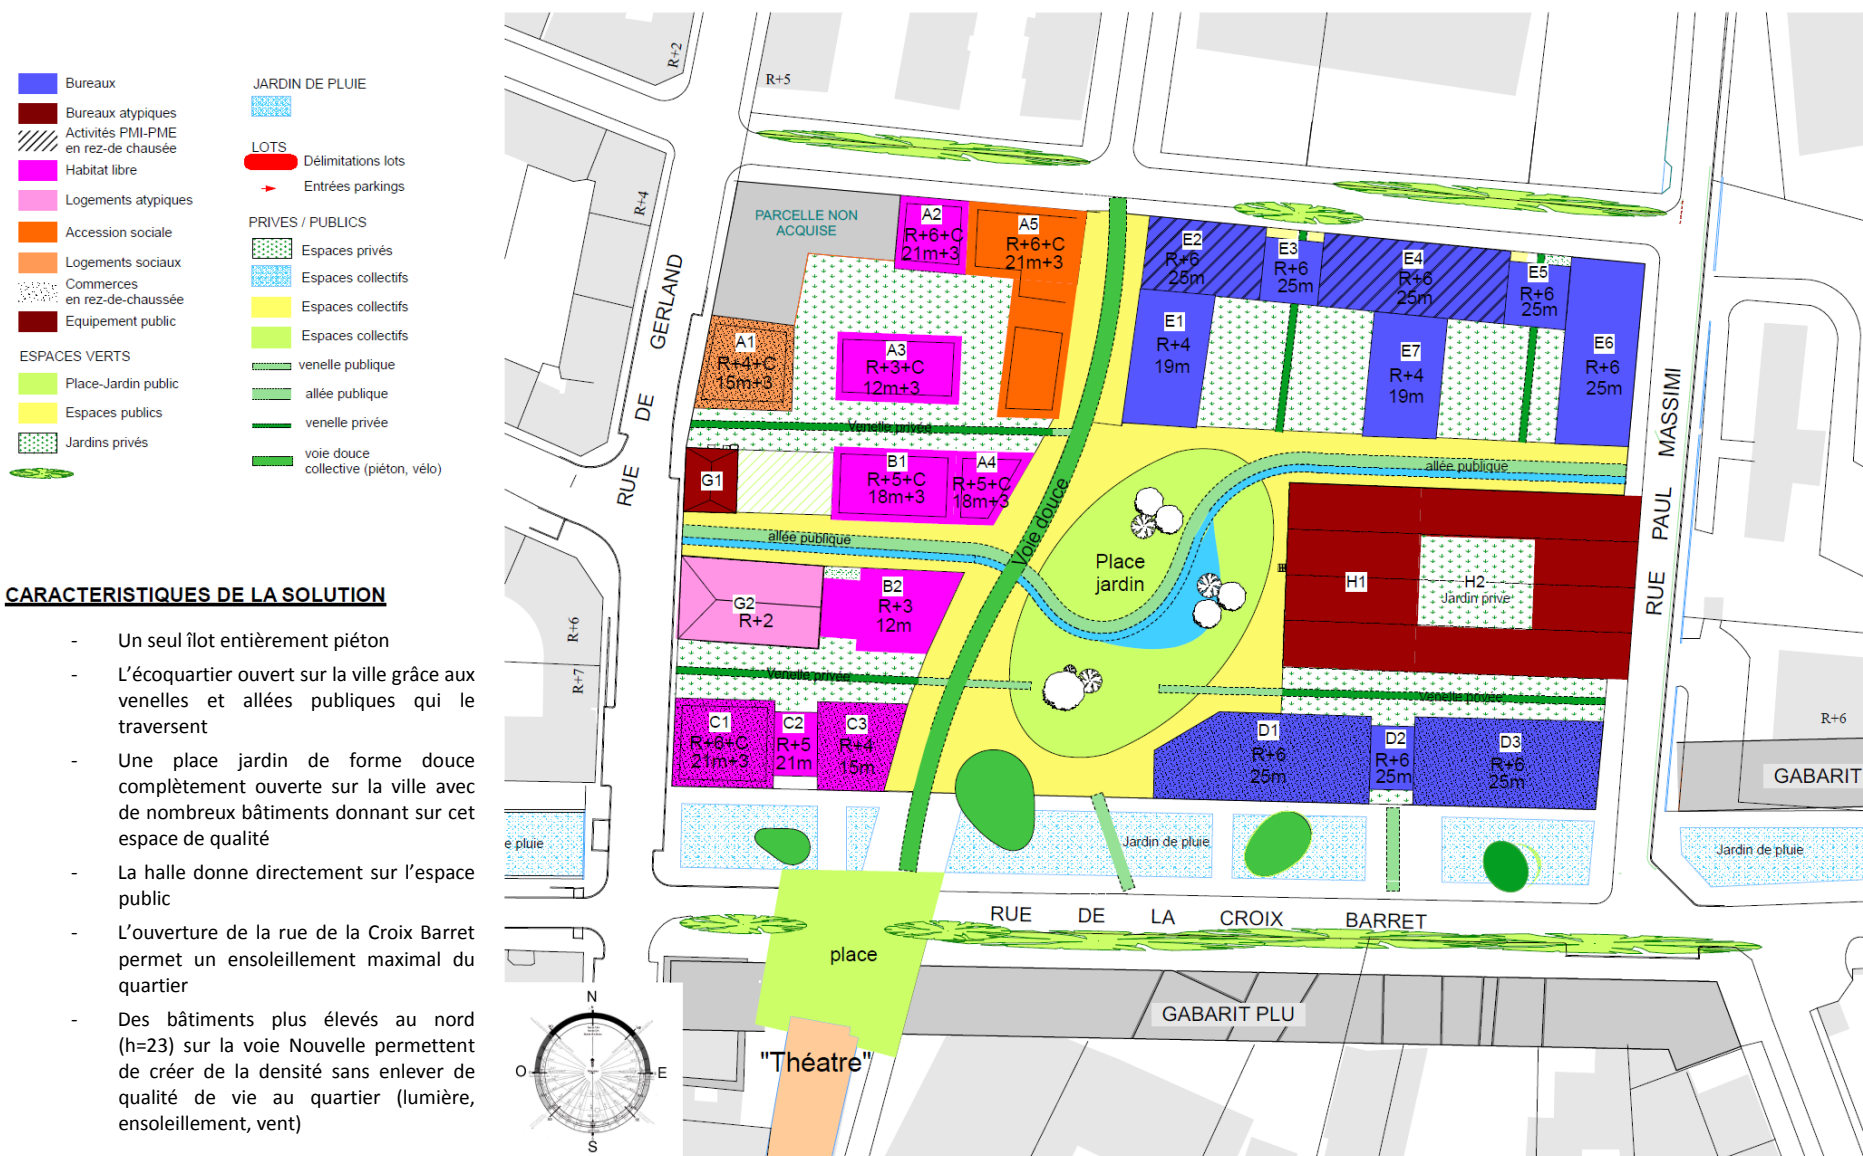 Bureaux
Bureaux atypiques
Activités PMI-PME
en rez-de chausée
Habitat libre
Logements atypiques
Accession sociale
Logements sociaux
Commerces
en rez-de-chaussée
Equipement public
ESPACES VERTS
Place-Jardin public
Espaces publics
Jardins privés
JARDIN DE PLUIE
LOTS
Délimitations lots
Entrées parkings
PRIVES / PUBLICS
Espaces privés
Espaces collectifs
Espaces collectifs
Espaces collectifs
venelle publique
allée publique
venelle privée
voie douce
collective (piéton, vélo)
CARACTERISTIQUES DE LA SOLUTION
- Un seul îlot entièrement piéton
- L’écoquartier ouvert sur la ville grâce aux
venelles et allées publiques qui le
traversent
- Une place jardin de forme douce
complètement ouverte sur la ville avec
de nombreux bâtiments donnant sur cet
espace de qualité
- La halle donne directement sur l’espace
public
- L’ouverture de la rue de la Croix Barret
permet un ensoleillement maximal du
quartier
- Des bâtiments plus élevés au nord
(h=23) sur la voie Nouvelle permettent
de créer de la densité sans enlever de
qualité de vie au quartier (lumière,
ensoleillement, vent)
R+2
R+5
R+4
PARCELLE NON
ACQUISE
A2
R+6+C
21m+3
A5
R+6+C
21m+3
E2
R+6
25m
E3
R+6
25m
E4
R+6
25m
E5
R+6
25m
E1
R+4
19m
E7
R+4
19m
E6
R+6
25m
A1
R+4+C
15m+3
A3
R+3+C
12m+3
RUE DE GERLAND
Venelle privée
G1
B1
R+5+C
18m+3
A4
R+5+C
18m+3
allée publique
allée publique
Voie douce
Place
jardin
H1
H2
Jardin privé
RUE PAUL MASSIMI
G2
R+2
B2
R+3
12m
R+6
R+7
Venelle privée
Venelle privée
C1
R+6+C
21m+3
C2
R+5
21m
C3
R+4
15m
D1
R+6
25m
D2
R+6
25m
D3
R+6
25m
R+6
GABARIT
e pluie
Jardin de pluie
Jardin de pluie
RUE DE LA CROIX BARRET
place
GABARIT PLU
"Théatre"
N
O
E
S